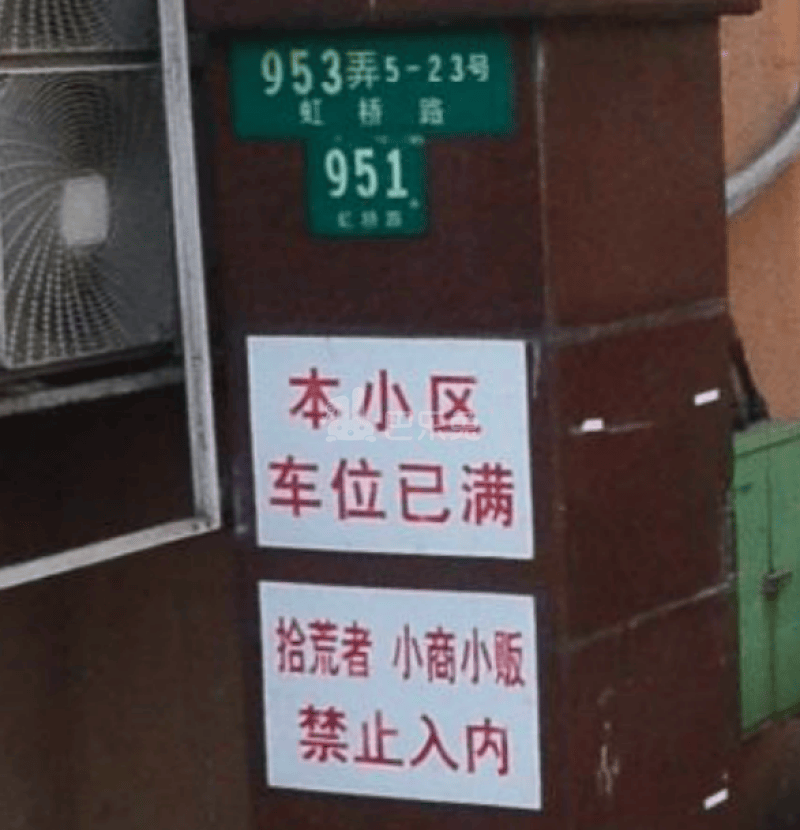 953弄5-23号
虹桥路
951
虹桥路
本小区
车位已满
拾荒者 小商小贩
禁止入内